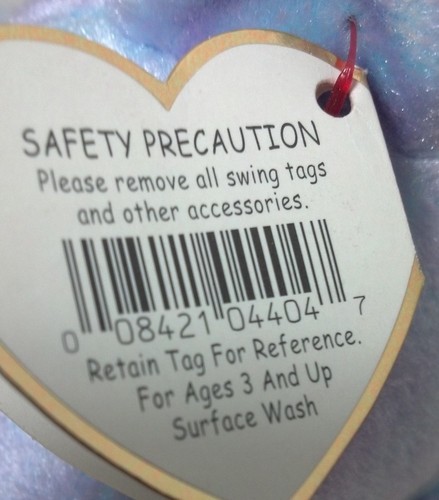 SAFETY PRECAUTION
Please remove all swing tags
and other accessories.
0 08421 04404 7
Retain Tag For Reference.
For Ages 3 And Up
Surface Wash